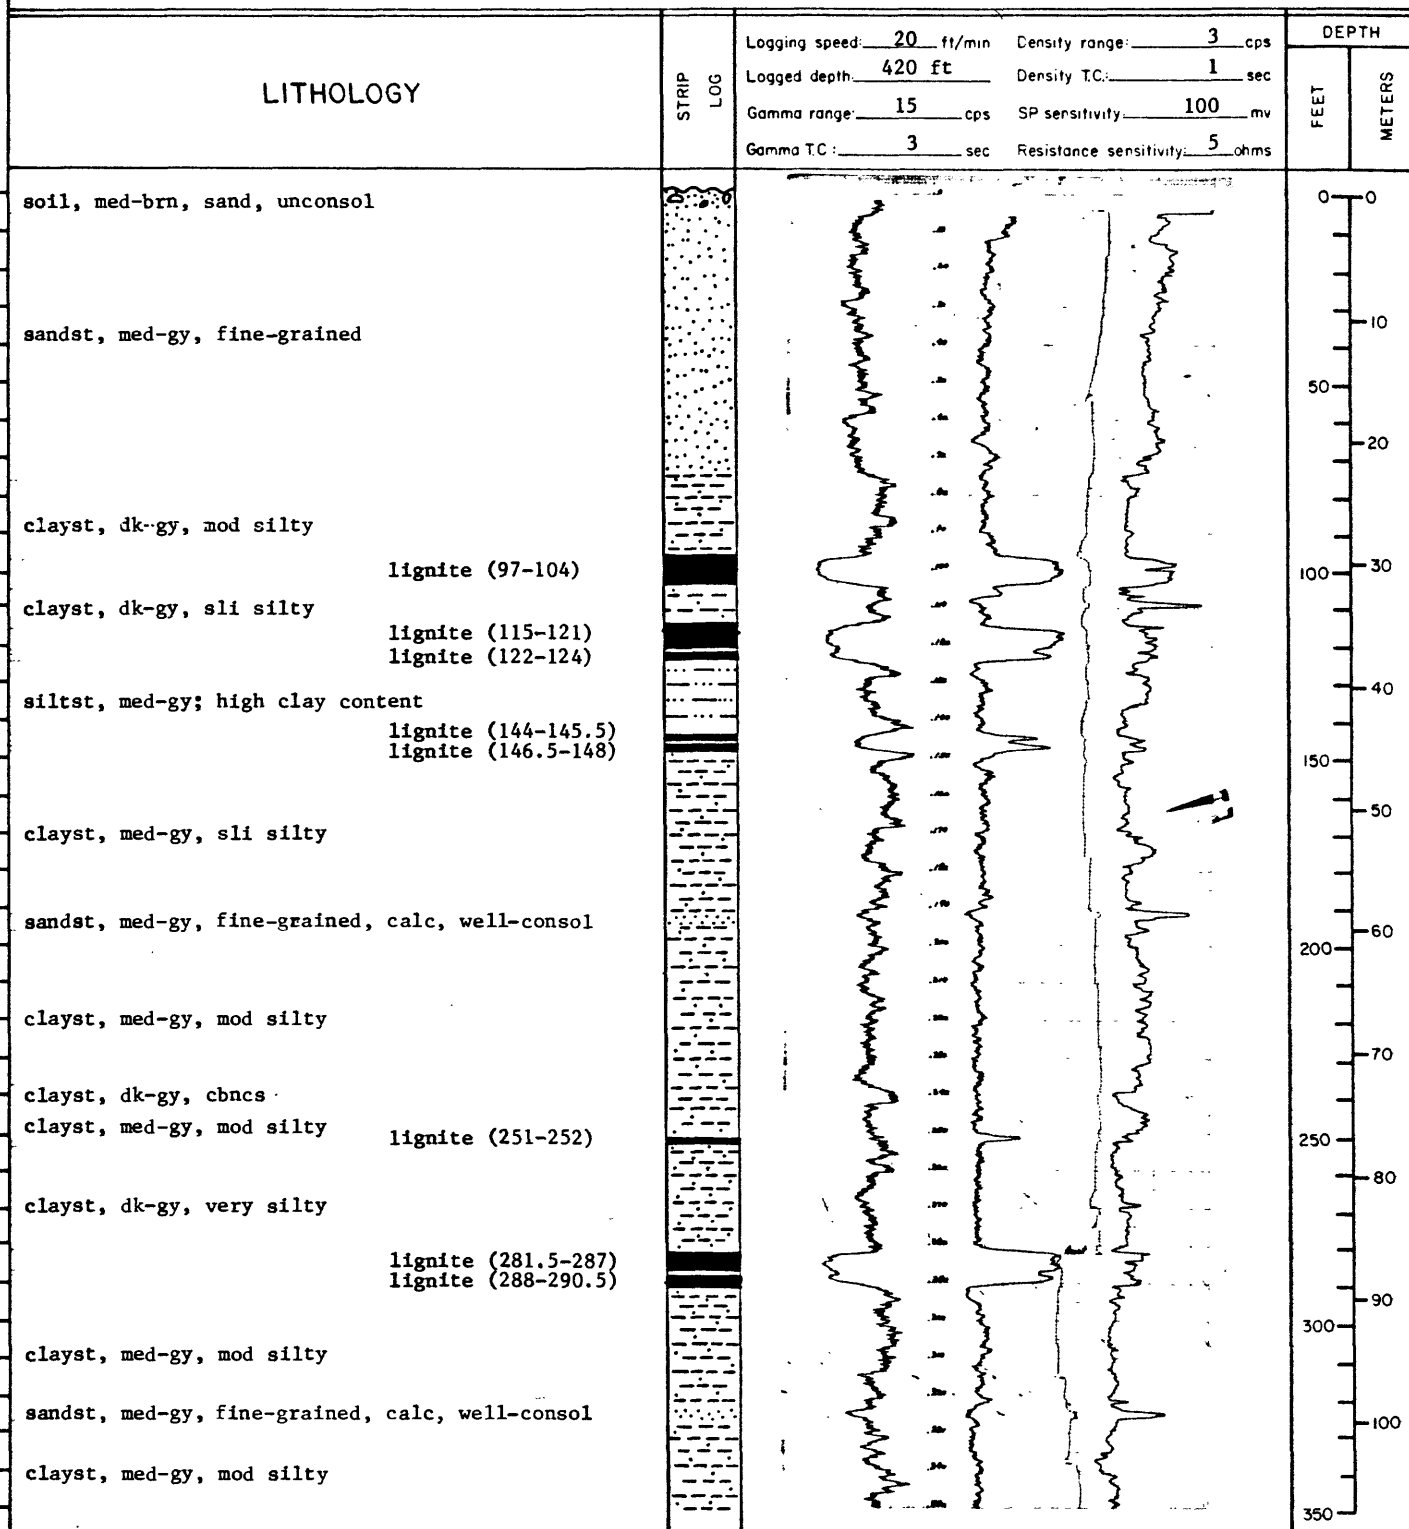 LITHOLOGY
STRIP LOG
Logging speed: 20 ft/min Density range: 3 cps
Logged depth: 420 ft Density T.C.: 1 sec
Gamma range: 15 cps SP sensitivity: 100 mv
Gamma T.C: 3 sec Resistance sensitivity: 5 ohms
DEPTH
FEET
METERS
soil, med-brn, sand, unconsol
0 0
sandst, med-gy, fine-grained
10
50
20
clayst, dk-gy, mod silty
lignite (97-104)
100 30
clayst, dk-gy, sli silty
lignite (115-121)
lignite (122-124)
40
siltst, med-gy; high clay content
lignite (144-145.5)
lignite (146.5-148)
150
50
clayst, med-gy, sli silty
sandst, med-gy, fine-grained, calc, well-consol
60
200
clayst, med-gy, mod silty
70
clayst, dk-gy, cbncs
clayst, med-gy, mod silty
lignite (251-252)
250
80
clayst, dk-gy, very silty
lignite (281.5-287)
lignite (288-290.5)
90
300
clayst, med-gy, mod silty
sandst, med-gy, fine-grained, calc, well-consol
100
clayst, med-gy, mod silty
350